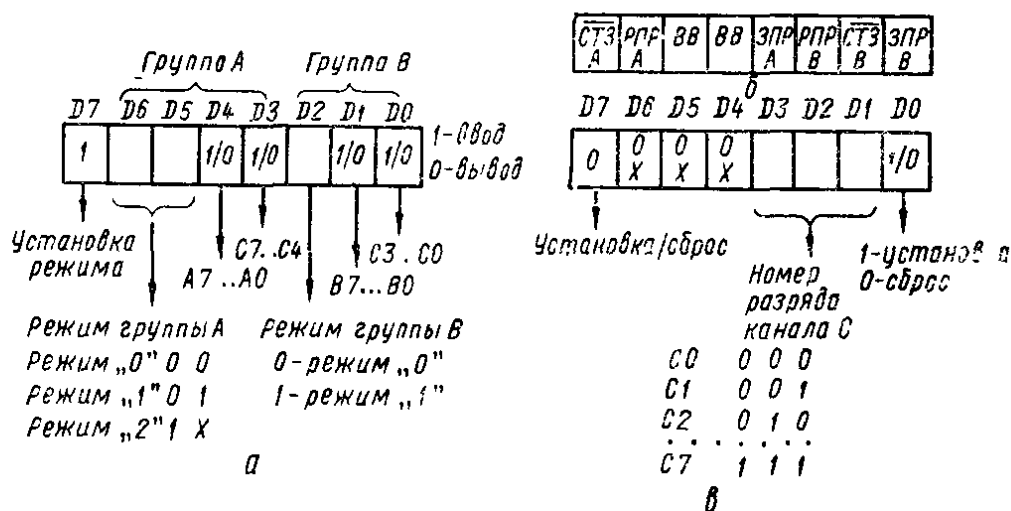 Группа A Группа B
D7 D6 D5 D4 D3 D2 D1 D0
1 1/0 1/0 1/0 1/0
1-ввод
0-вывод
Установка
режима
A7..A0
C7..C4
B7...B0
C3..C0
Режим группы A
Режим „0" 0 0
Режим „1" 0 1
Режим „2" 1 X
Режим группы B
0-режим „0"
1-режим „1"
а
СТЗ РПР ВВ ВВ ЗПР РПР СТЗ ЗПР
A A A B B B
б
D7 D6 D5 D4 D3 D2 D1 D0
0 0 0 0 1/0
X X X
Установка/сброс
Номер
разряда
канала C
1-установ а
0-сброс
C0 0 0 0
C1 0 0 1
C2 0 1 0
. . . . . . . .
C7 1 1 1
в